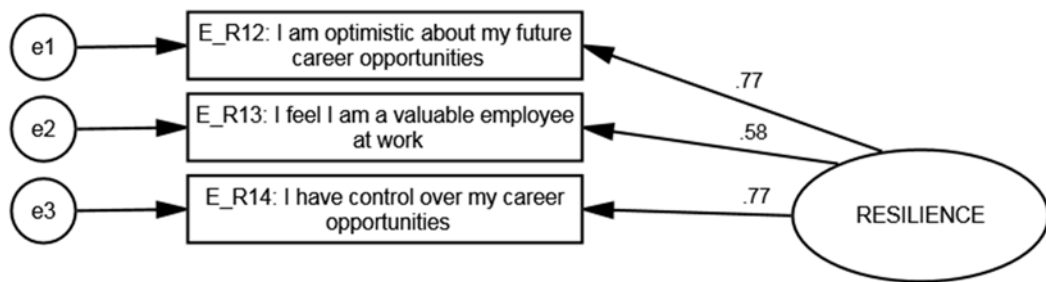 e1
E_R12: I am optimistic about my future
career opportunities
.77
e2
E_R13: I feel I am a valuable employee
at work
.58
e3
E_R14: I have control over my career
opportunities
.77
RESILIENCE